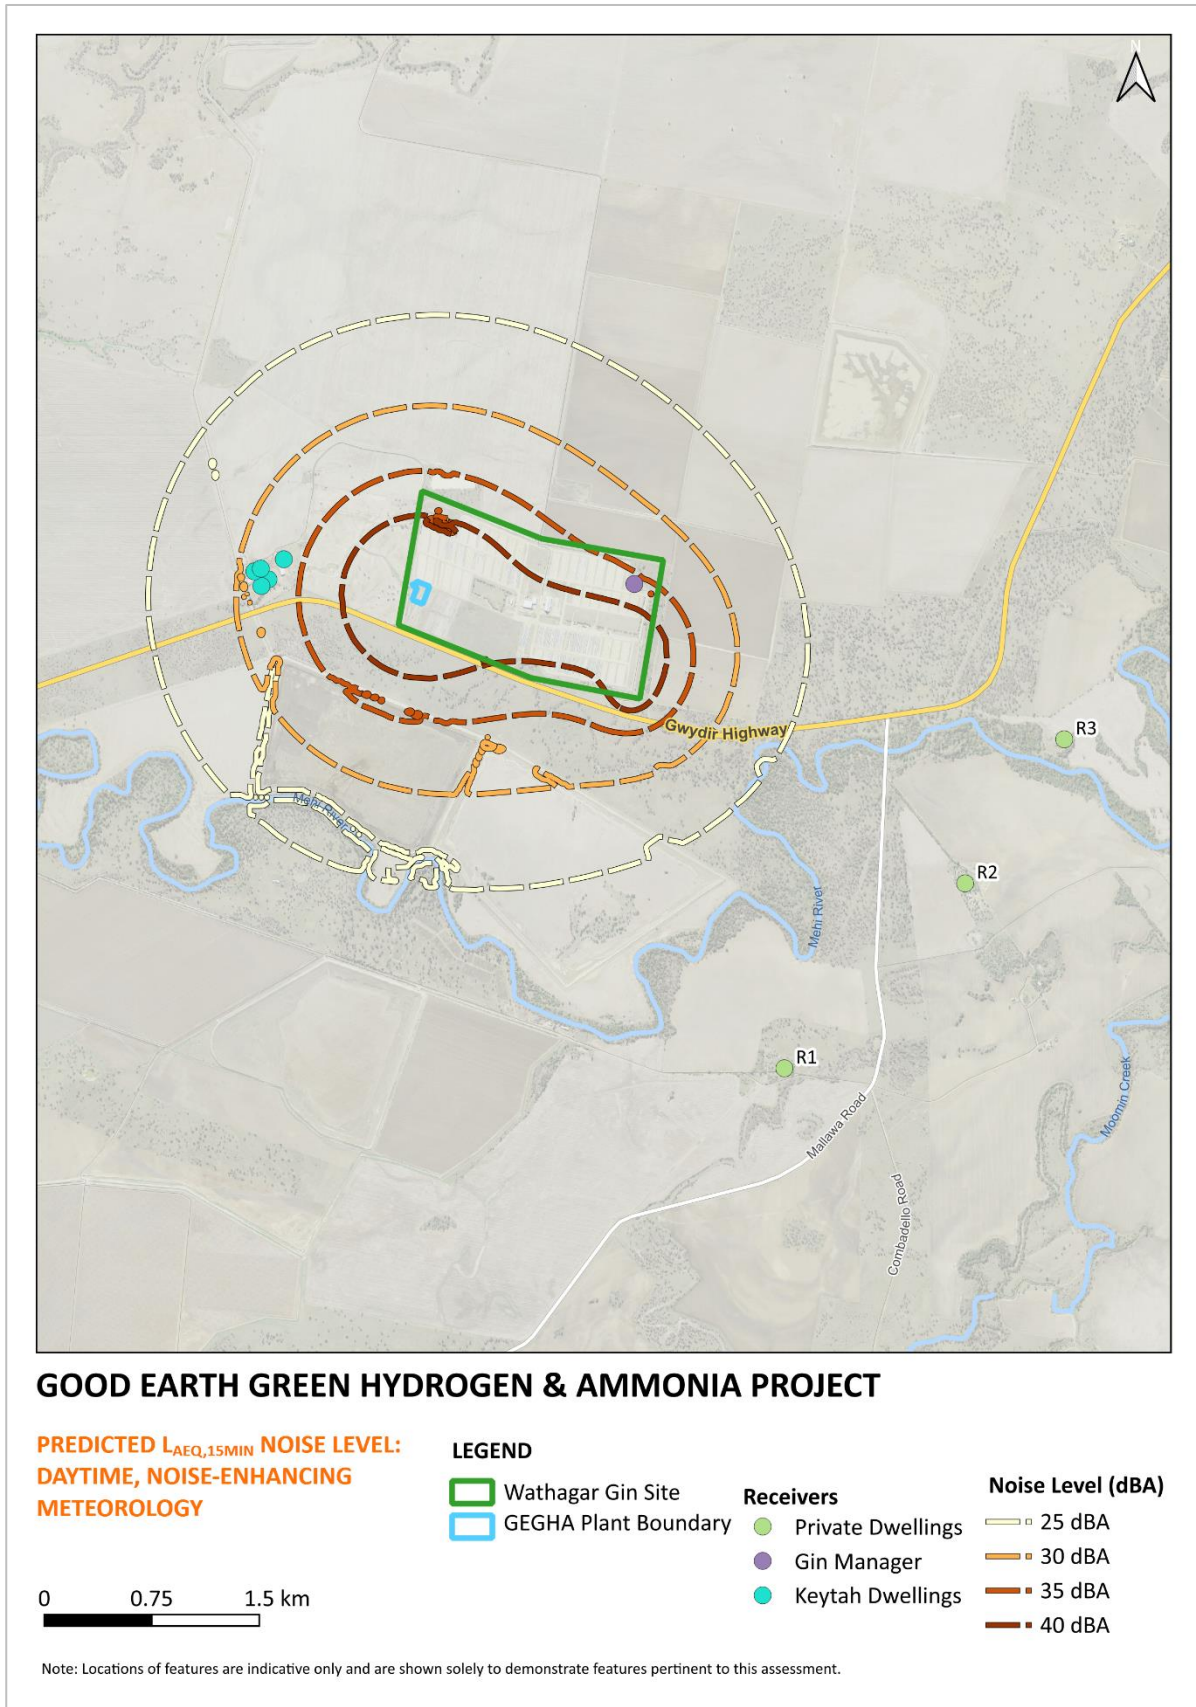 N
Gwydir Highway
R3
Mehi River
R2
Mehi River
R1
Moomin Creek
Mallawa Road
Combadello Road
GOOD EARTH GREEN HYDROGEN & AMMONIA PROJECT
PREDICTED LAEQ,15MIN NOISE LEVEL:
DAYTIME, NOISE-ENHANCING
METEOROLOGY
LEGEND
Wathagar Gin Site
GEGHA Plant Boundary
Receivers
Private Dwellings
Gin Manager
Keytah Dwellings
Noise Level (dBA)
25 dBA
30 dBA
35 dBA
40 dBA
0 0.75 1.5 km
Note: Locations of features are indicative only and are shown solely to demonstrate features pertinent to this assessment.